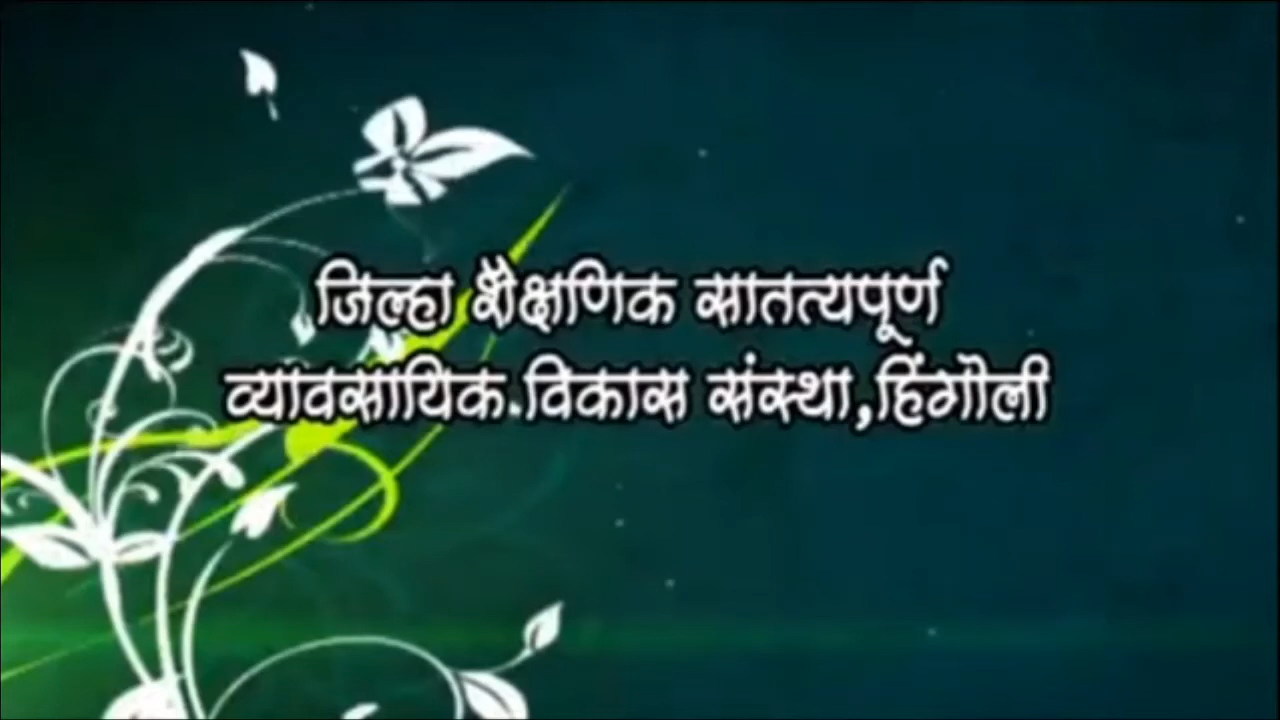 जिल्हा शैक्षणिक सातत्यपूर्ण
व्यावसायिक.विकास संस्था,हिंगोली